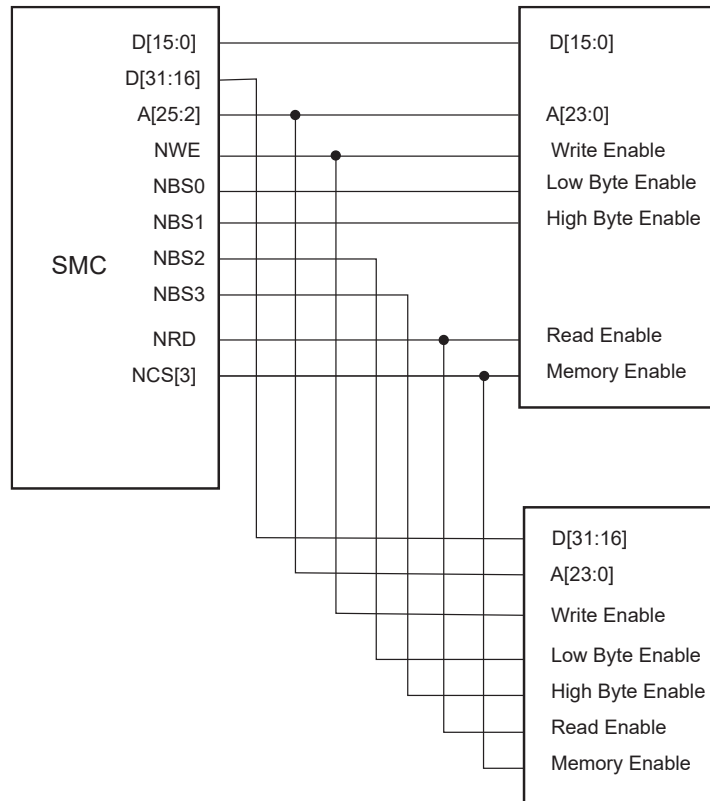 D[15:0]
D[31:16]
A[25:2]
NWE
NBS0
NBS1
NBS2
NBS3
NRD
NCS[3]
SMC
D[15:0]
A[23:0]
Write Enable
Low Byte Enable
High Byte Enable
Read Enable
Memory Enable
D[31:16]
A[23:0]
Write Enable
Low Byte Enable
High Byte Enable
Read Enable
Memory Enable